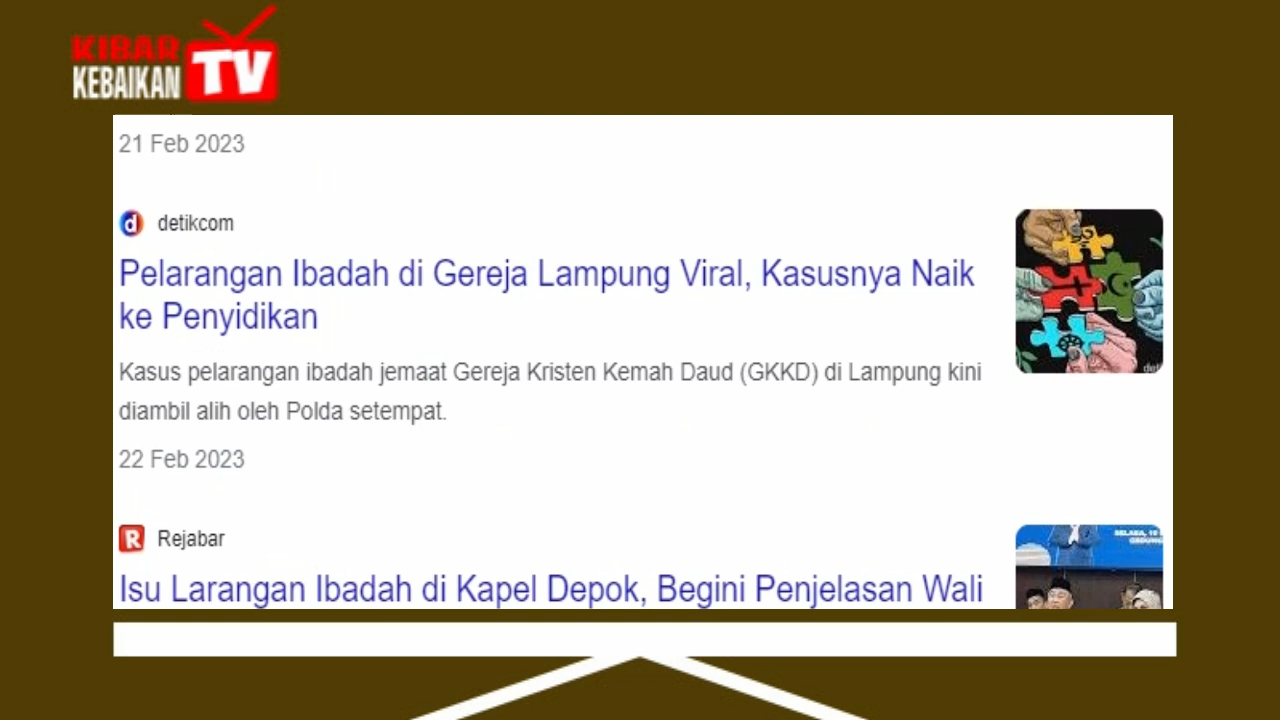 KIBAR
KEBAIKAN
TV
21 Feb 2023
detikcom
Pelarangan Ibadah di Gereja Lampung Viral, Kasusnya Naik
ke Penyidikan
Kasus pelarangan ibadah jemaat Gereja Kristen Kemah Daud (GKKD) di Lampung kini
diambil alih oleh Polda setempat.
22 Feb 2023
Rejabar
Isu Larangan Ibadah di Kapel Depok, Begini Penjelasan Wali